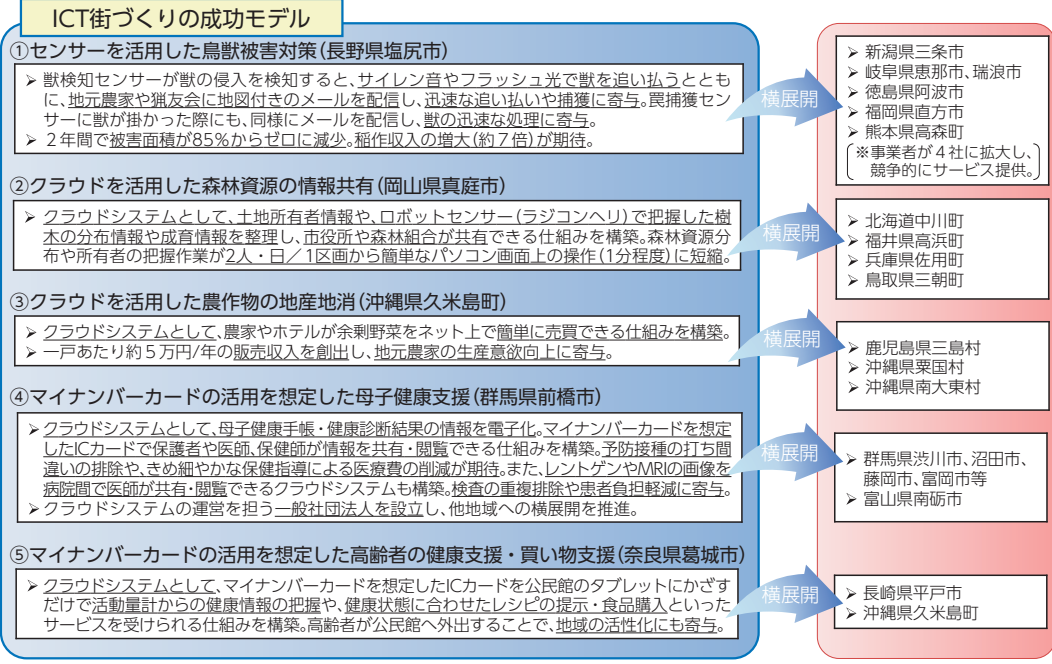 ICT街づくりの成功モデル
①センサーを活用した鳥獣被害対策(長野県塩尻市)
➢ 獣検知センサーが獣の侵入を検知すると、サイレン音やフラッシュ光で獣を追い払うととも
に、地元農家や猟友会に地図付きのメールを配信し、迅速な追い払いや捕獲に寄与。罠捕獲セン
サーに獣が掛かった際にも、同様にメールを配信し、獣の迅速な処理に寄与。
➢ 2年間で被害面積が85%からゼロに減少。稲作収入の増大(約7倍)が期待。
横展開
➢ 新潟県三条市
➢ 岐阜県恵那市、瑞浪市
➢ 徳島県阿波市
➢ 福岡県直方市
➢ 熊本県高森町
(※事業者が4社に拡大し、
競争的にサービス提供。)
②クラウドを活用した森林資源の情報共有(岡山県真庭市)
➢ クラウドシステムとして、土地所有者情報や、ロボットセンサー(ラジコンヘリ)で把握した樹
木の分布情報や成育情報を整理し、市役所や森林組合が共有できる仕組みを構築。森林資源分
布や所有者の把握作業が2人・日/1区画から簡単なパソコン画面上の操作(1分程度)に短縮。
横展開
➢ 北海道中川町
➢ 福井県高浜町
➢ 兵庫県佐用町
➢ 鳥取県三朝町
③クラウドを活用した農作物の地産地消(沖縄県久米島町)
➢ クラウドシステムとして、農家やホテルが余剰野菜をネット上で簡単に売買できる仕組みを構築。
➢ 一戸あたり約5万円/年の販売収入を創出し、地元農家の生産意欲向上に寄与。
横展開
➢ 鹿児島県三島村
➢ 沖縄県粟国村
➢ 沖縄県南大東村
④マイナンバーカードの活用を想定した母子健康支援(群馬県前橋市)
➢ クラウドシステムとして、母子健康手帳・健康診断結果の情報を電子化。マイナンバーカードを想定
したICカードで保護者や医師、保健師が情報を共有・閲覧できる仕組みを構築。予防接種の打ち間
違いの排除や、きめ細やかな保健指導による医療費の削減が期待。また、レントゲンやMRIの画像を
病院間で医師が共有・閲覧できるクラウドシステムも構築。検査の重複排除や患者負担軽減に寄与。
➢ クラウドシステムの運営を担う一般社団法人を設立し、他地域への横展開を推進。
横展開
➢ 群馬県渋川市、沼田市、
藤岡市、富岡市等
➢ 富山県南砺市
⑤マイナンバーカードの活用を想定した高齢者の健康支援・買い物支援(奈良県葛城市)
➢ クラウドシステムとして、マイナンバーカードを想定したICカードを公民館のタブレットにかざす
だけで活動量計からの健康情報の把握や、健康状態に合わせたレシピの提示・食品購入といった
サービスを受けられる仕組みを構築。高齢者が公民館へ外出することで、地域の活性化にも寄与。
横展開
➢ 長崎県平戸市
➢ 沖縄県久米島町